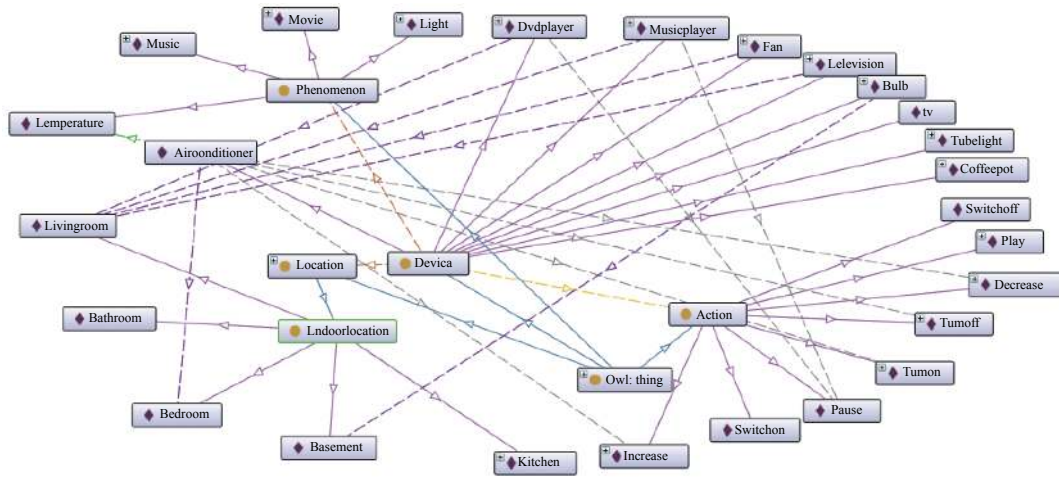 Movie
Light
Dvdplayer
Musicplayer
Music
Fan
Lelevision
Phenomenon
Bulb
tv
Lemperature
Airoonditioner
Tubelight
Coffeepot
Switchoff
Livingroom
Play
Location
Devica
Decrease
Bathroom
Lndoorlocation
Action
Tumoff
Tumon
Owl: thing
Bedroom
Pause
Switchon
Basement
Kitchen
Increase